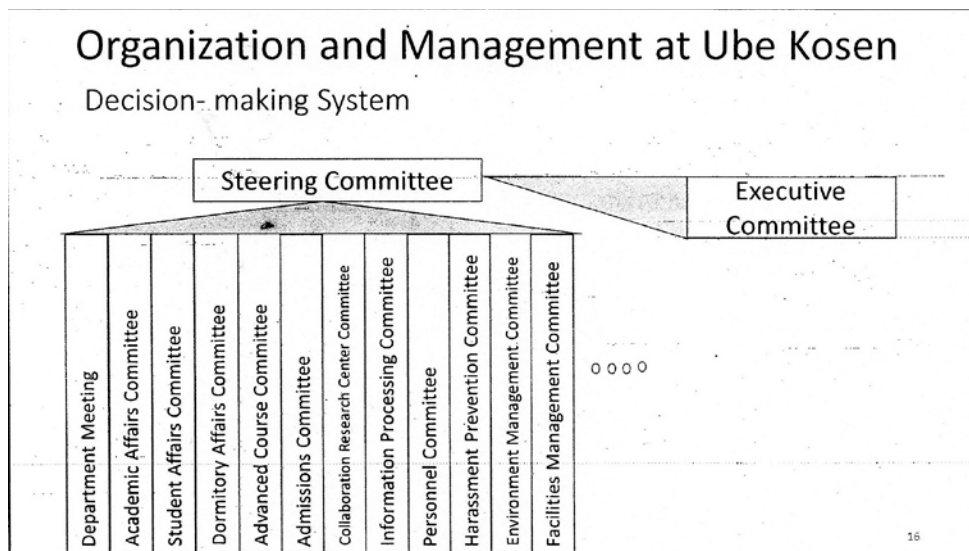 Organization and Management at Ube Kosen
Decision- making System
Steering Committee
Executive
Committee
Department Meeting
Academic Affairs Committee
Student Affairs Committee
Dormitory Affairs Committee
Advanced Course Committee
Admissions Committee
Collaboration Research Center Committee
Information Processing Committee
Personnel Committee
Harassment Prevention Committee
Environment Management Committee
Facilities Management Committee
○○○○
16